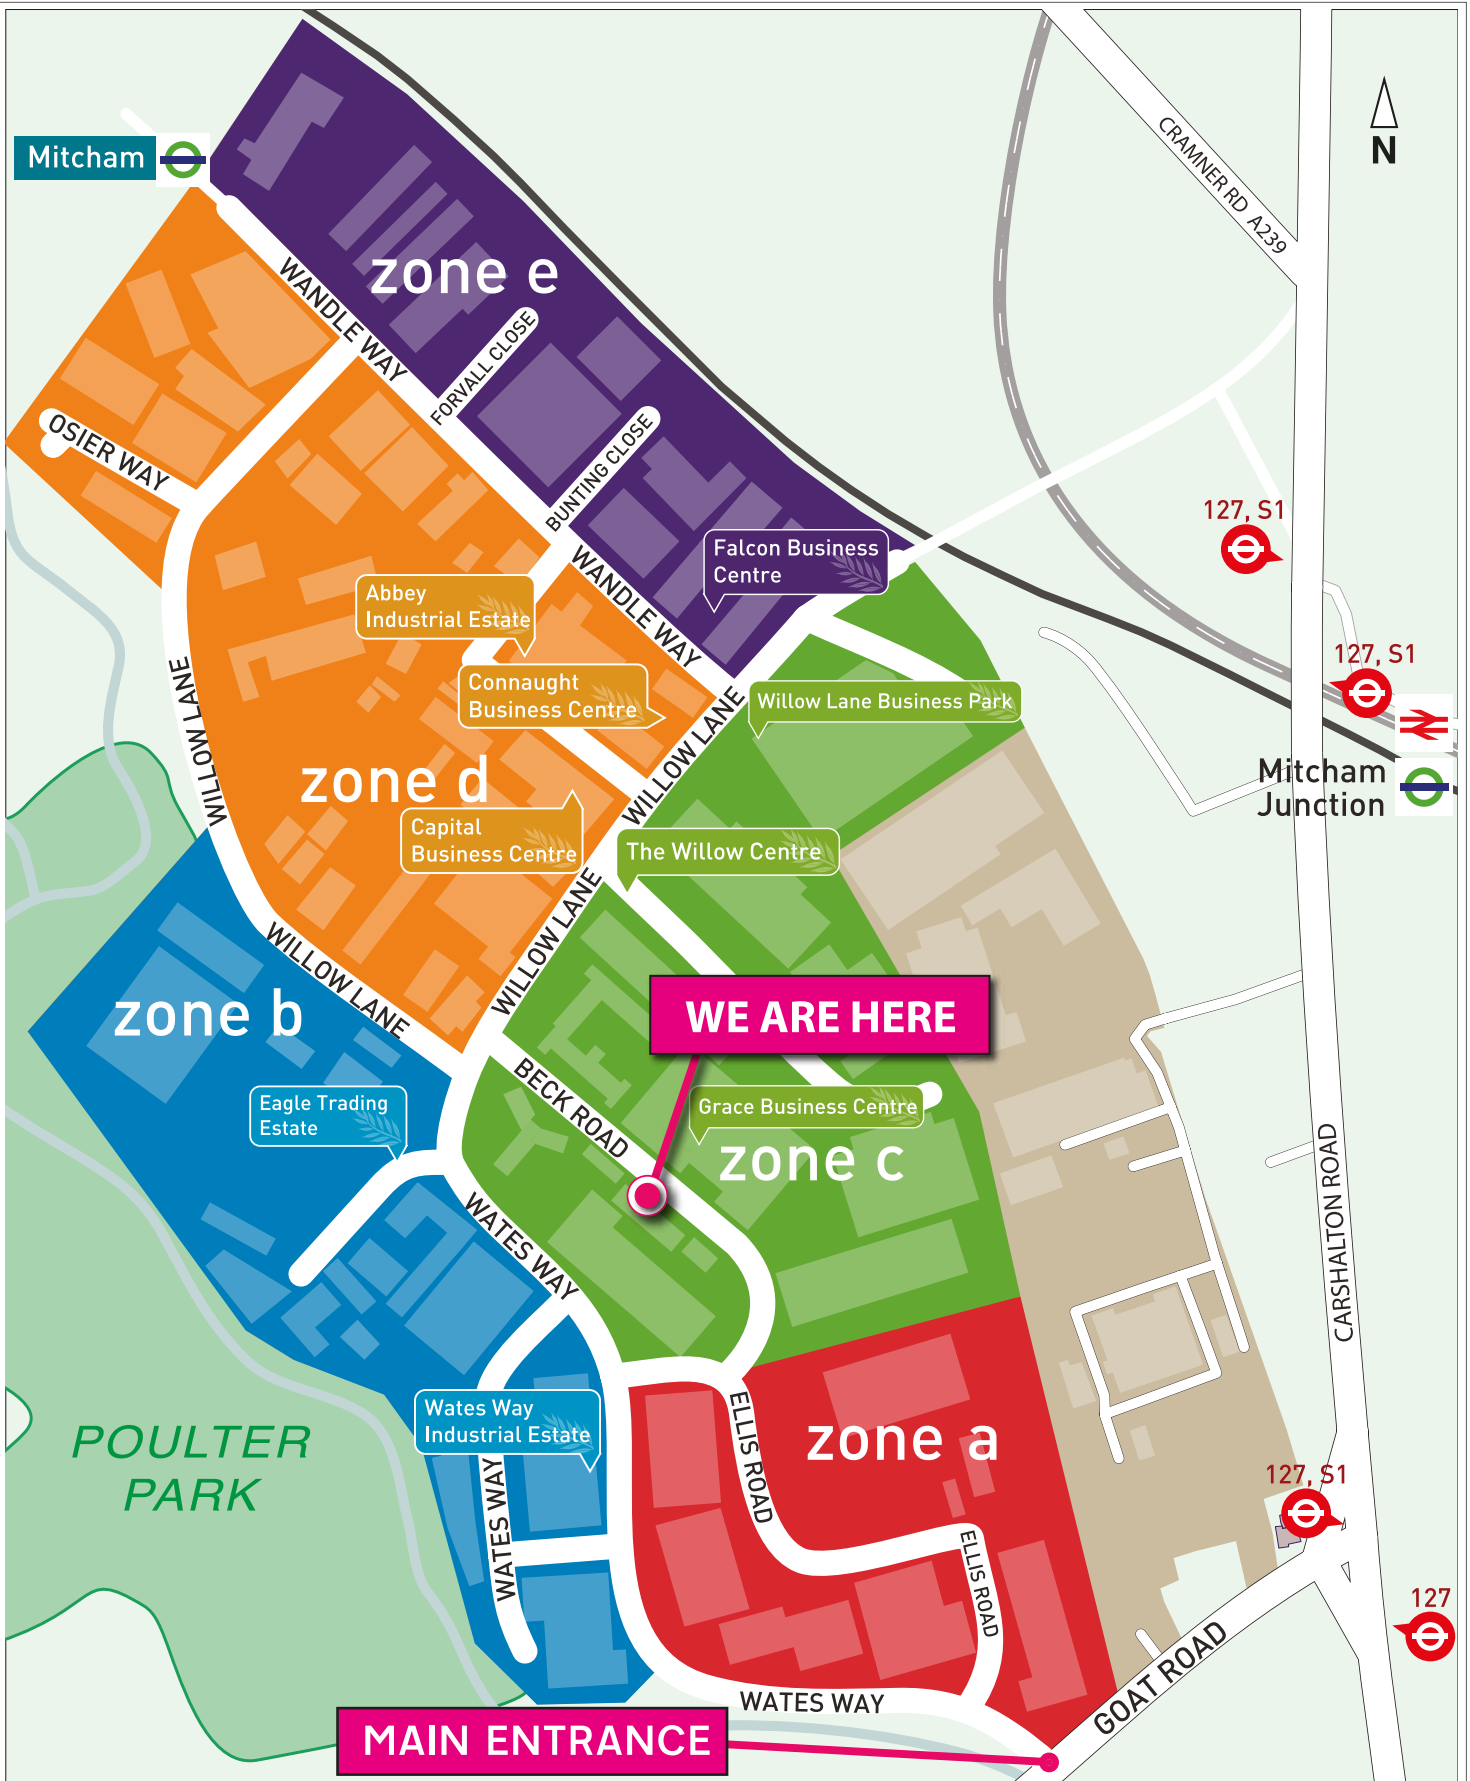 N
CRAMNER RD A239
Mitcham
zone e
WANDLE WAY
FORVALL CLOSE
OSIER WAY
BUNTING CLOSE
127, S1
Falcon Business
Centre
WANDLE WAY
Abbey
Industrial Estate
127, S1
Connaught
Business Centre
Willow Lane Business Park
WILLOW LANE
WILLOW LANE
zone d
Mitcham
Junction
Capital
Business Centre
The Willow Centre
WILLOW LANE
WILLOW LANE
zone b
WE ARE HERE
BECK ROAD
Eagle Trading
Estate
Grace Business Centre
zone c
CARSHALTON ROAD
WATES WAY
Wates Way
Industrial Estate
ELLIS ROAD
zone a
POULTER
PARK
127, S1
WATES WAY
ELLIS ROAD
127
GOAT ROAD
WATES WAY
MAIN ENTRANCE